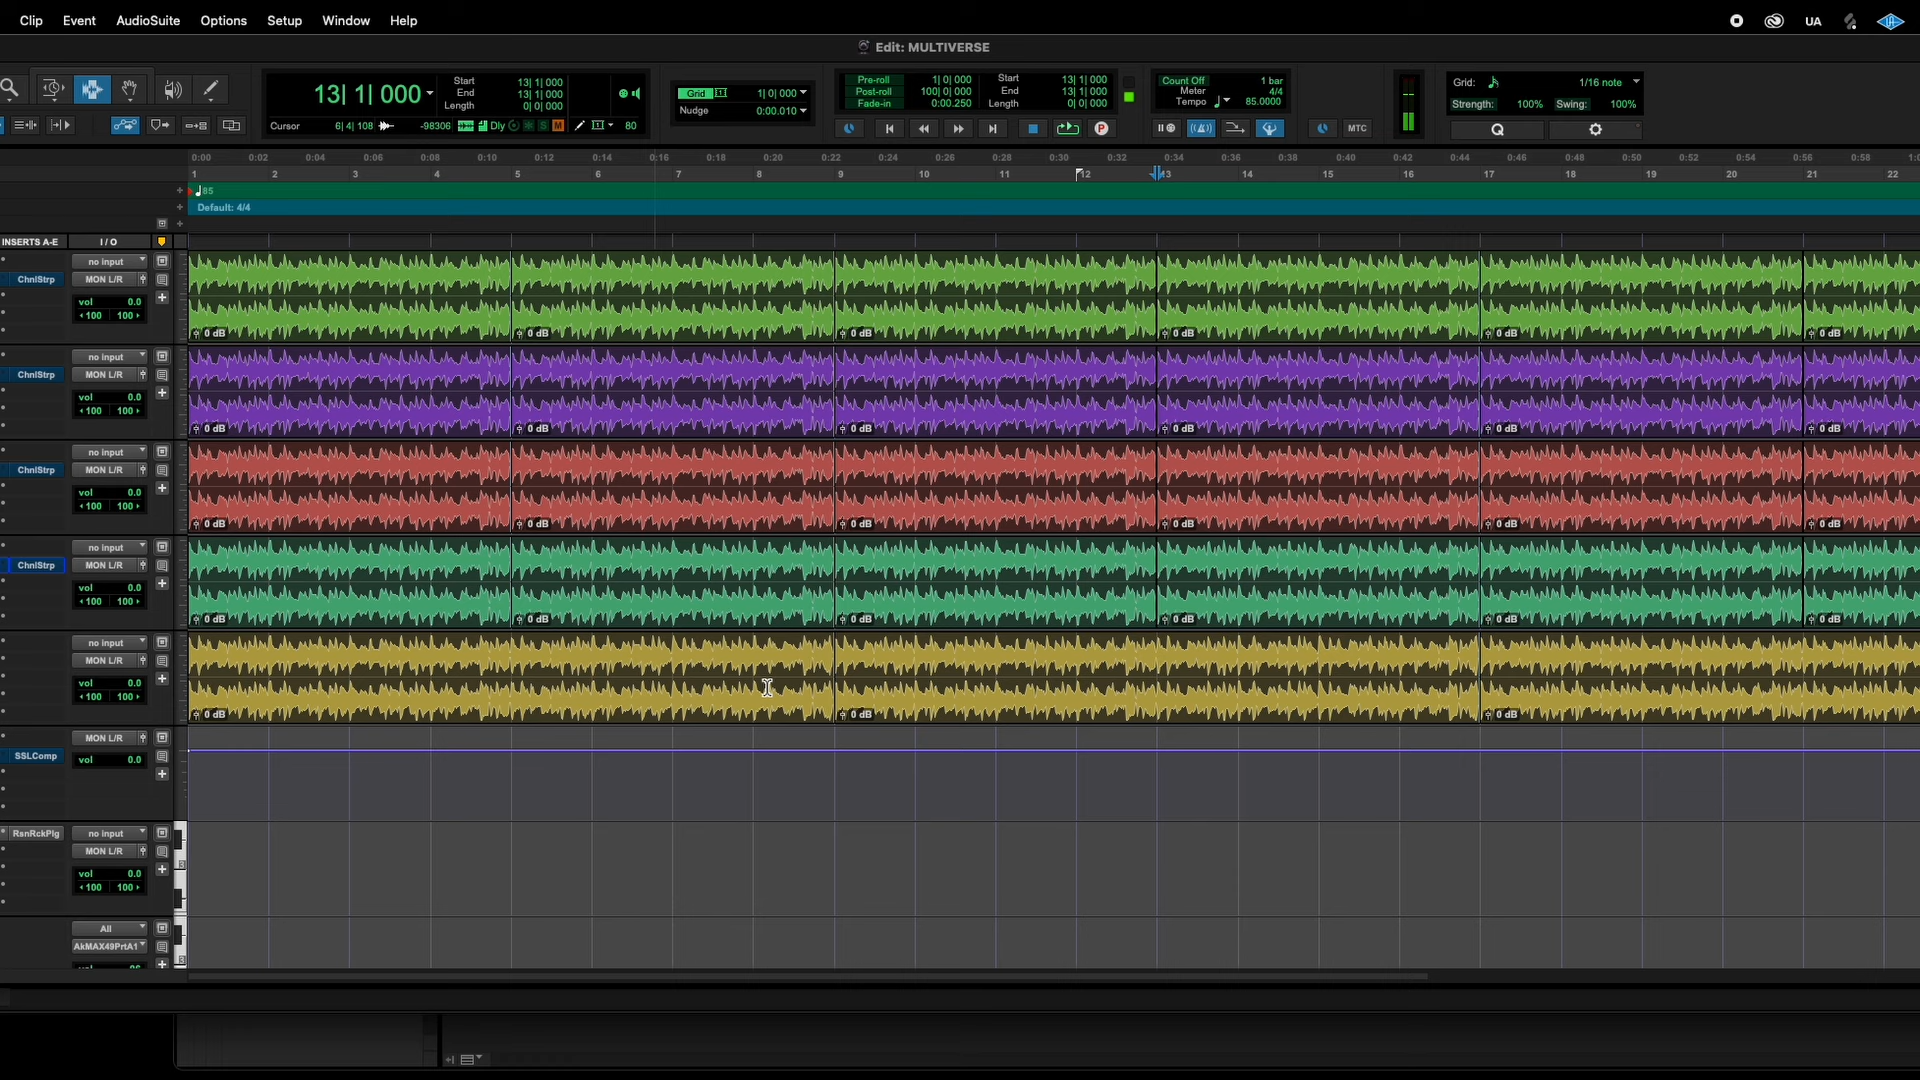 Clip Event AudioSuite Options Setup Window Help UA
Edit: MULTIVERSE
13| 1| 000 Start 13| 1| 000
End 13| 1| 000
Length 0| 0| 000
Cursor 6| 4| 108 -98306 Dly S M 80
Grid 1| 0| 000
Nudge 0:00.010
Pre-roll 1| 0| 000 Start 13| 1| 000
Post-roll 100| 0| 000 End 13| 1| 000
Fade-in 0:00.250 Length 0| 0| 000
Count Off 1 bar
Meter 4/4
Tempo 85.0000
MTC
Grid: 1/16 note
Strength: 100% Swing: 100%
Q
0:00 0:02 0:04 0:06 0:08 0:10 0:12 0:14 0:16 0:18 0:20 0:22 0:24 0:26 0:28 0:30 0:32 0:34 0:36 0:38 0:40 0:42 0:44 0:46 0:48 0:50 0:52 0:54 0:56 0:58
1 2 3 4 5 6 7 8 9 10 11 12 13 14 15 16 17 18 19 20 21 22
85
Default: 4/4
INSERTS A-E I / O
no input
ChnlStrp MON L/R
vol 0.0
100 100
0 dB 0 dB 0 dB 0 dB 0 dB 0 dB
no input
ChnlStrp MON L/R
vol 0.0
100 100
0 dB 0 dB 0 dB 0 dB 0 dB 0 dB
no input
ChnlStrp MON L/R
vol 0.0
100 100
0 dB 0 dB 0 dB 0 dB 0 dB 0 dB
no input
ChnlStrp MON L/R
vol 0.0
100 100
0 dB 0 dB 0 dB 0 dB 0 dB 0 dB
no input
MON L/R
vol 0.0
100 100
0 dB 0 dB 0 dB
MON L/R
SSLComp vol 0.0
RsnRckPlg no input
MON L/R
vol 0.0
100 100
All
AkMAX49PrtA1